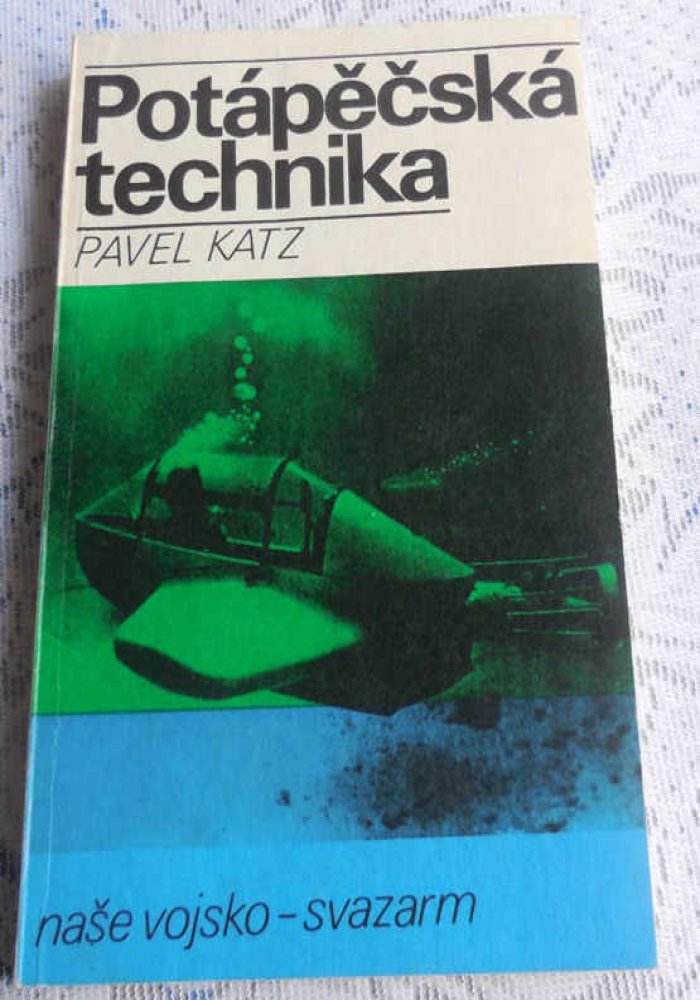 Potápěčská
technika
PAVEL KATZ
naše vojsko – svazarm